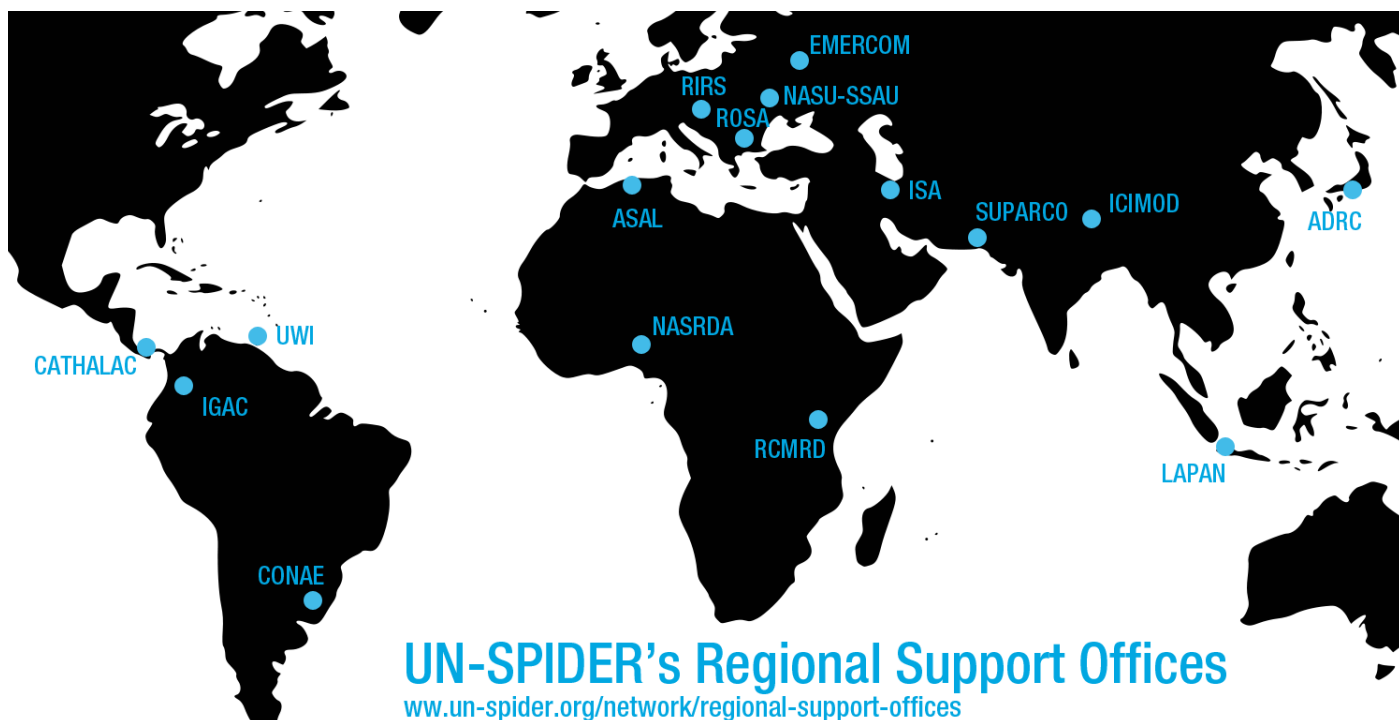 EMERCOM
RIRS
NASU-SSAU
ROSA
ISA
SUPARCO
ICIMOD
ASAL
ADRC
NASRDA
UWI
CATHALAC
IGAC
RCMRD
LAPAN
CONAE
UN-SPIDER's Regional Support Offices
ww.un-spider.org/network/regional-support-offices